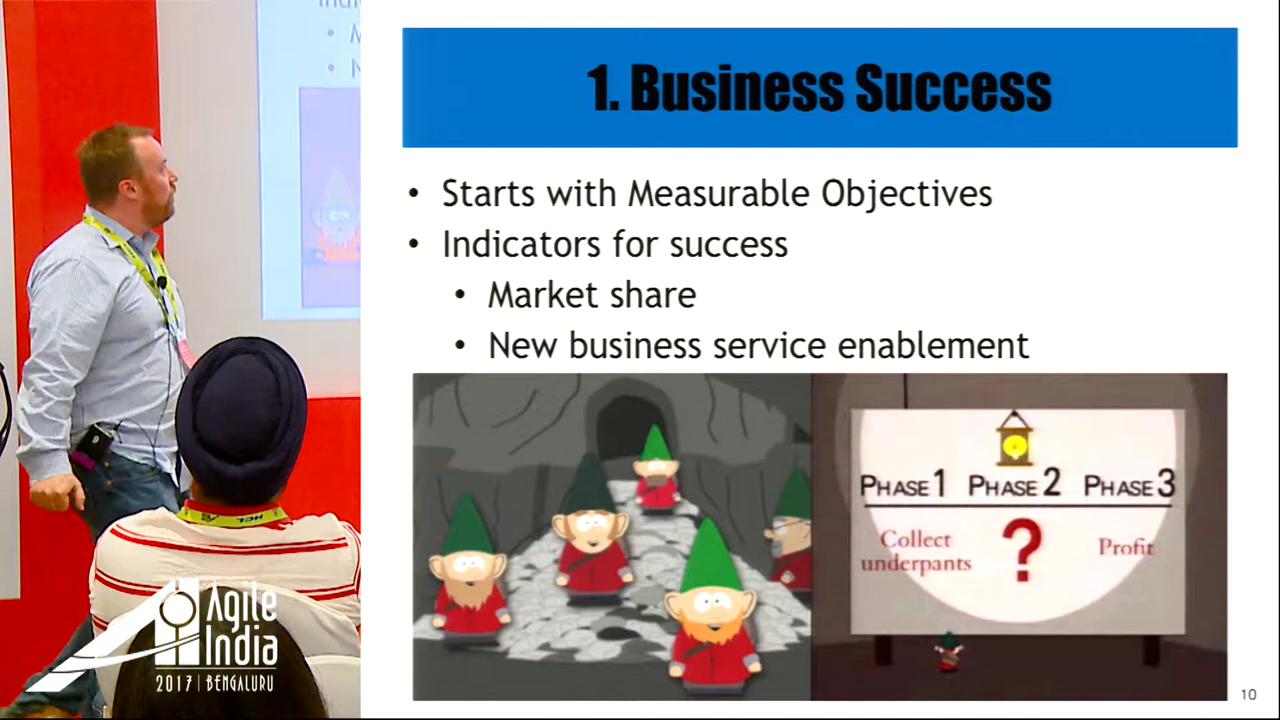 1. Business Success
• Starts with Measurable Objectives
• Indicators for success
• Market share
• New business service enablement
PHASE 1 PHASE 2 PHASE 3
Collect
underpants
?
Profit
10
HCL
Agile
India
2017 | BENGALURU